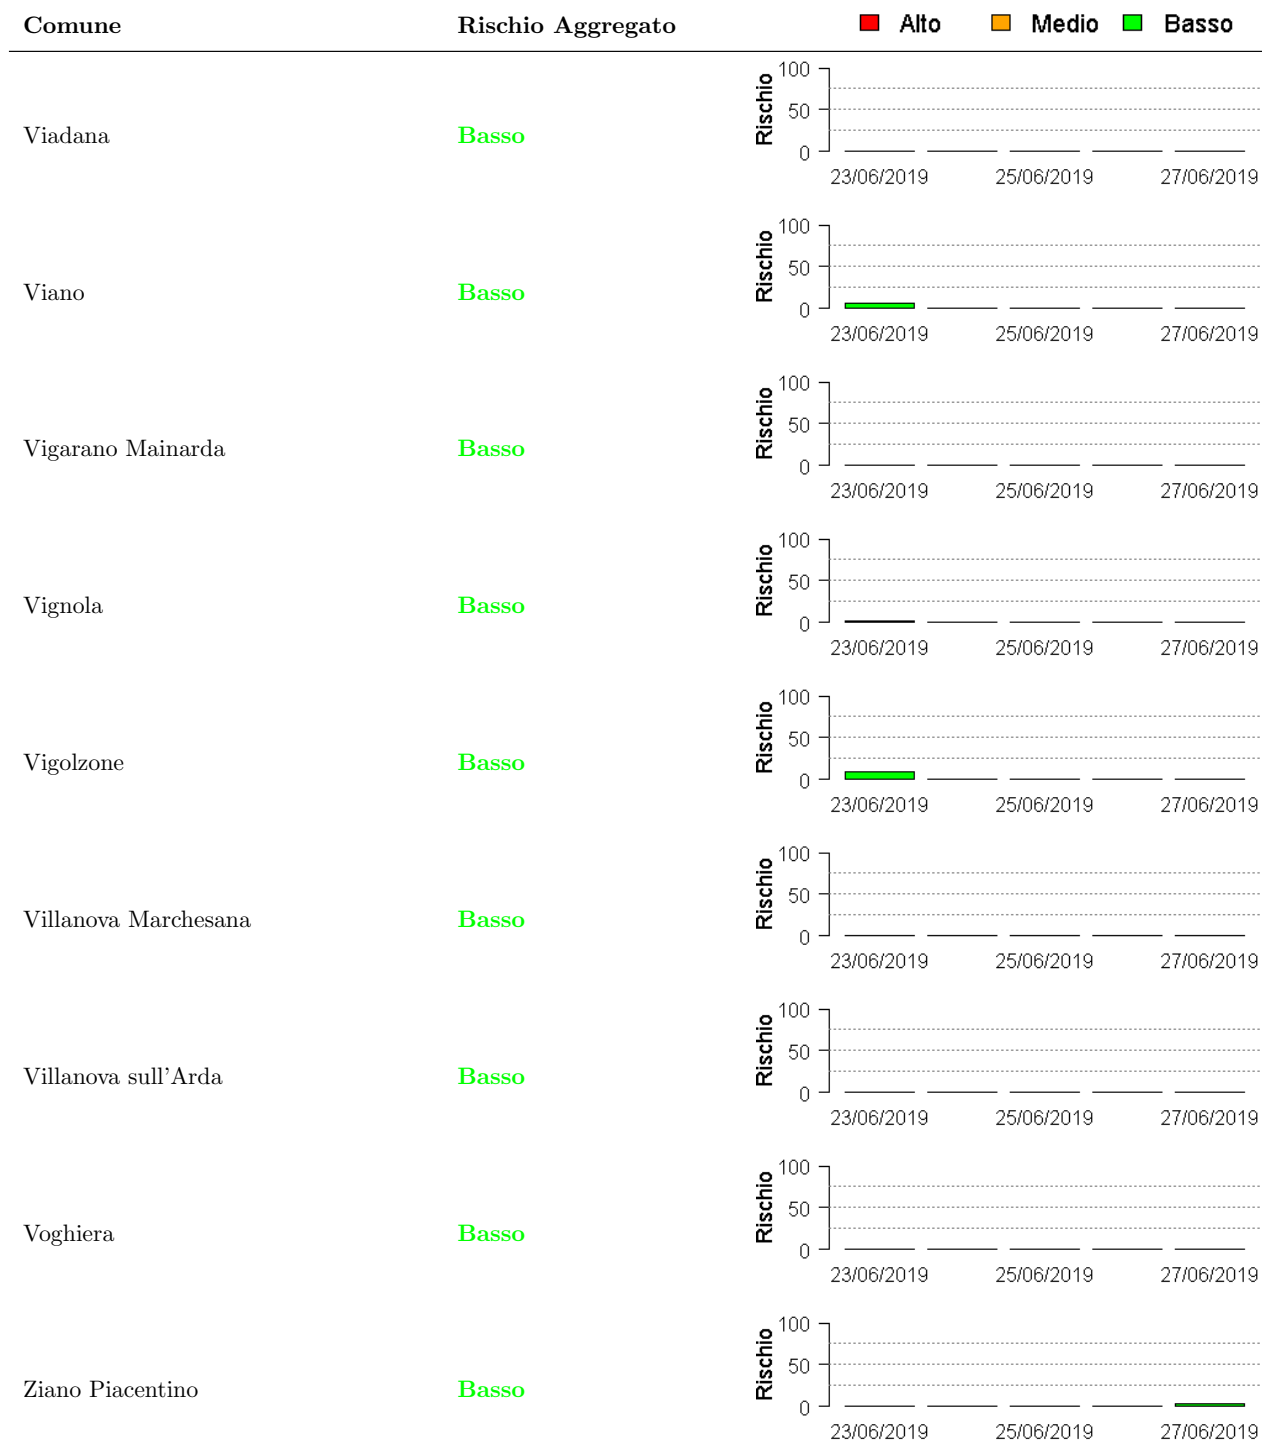 Comune Rischio Aggregato Alto Medio Basso
Viadana Basso Rischio 100 50 0
23/06/2019 25/06/2019 27/06/2019
Viano Basso Rischio 100 50 0
23/06/2019 25/06/2019 27/06/2019
Vigarano Mainarda Basso Rischio 100 50 0
23/06/2019 25/06/2019 27/06/2019
Vignola Basso Rischio 100 50 0
23/06/2019 25/06/2019 27/06/2019
Vigolzone Basso Rischio 100 50 0
23/06/2019 25/06/2019 27/06/2019
Villanova Marchesana Basso Rischio 100 50 0
23/06/2019 25/06/2019 27/06/2019
Villanova sull'Arda Basso Rischio 100 50 0
23/06/2019 25/06/2019 27/06/2019
Voghiera Basso Rischio 100 50 0
23/06/2019 25/06/2019 27/06/2019
Ziano Piacentino Basso Rischio 100 50 0
23/06/2019 25/06/2019 27/06/2019